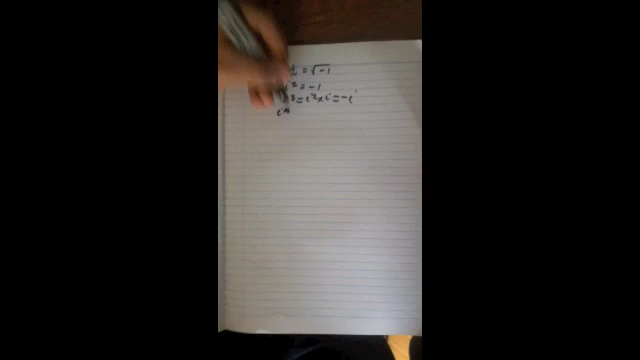 i = √-1
i² = -1
i³ = i² x i = -i
i⁴